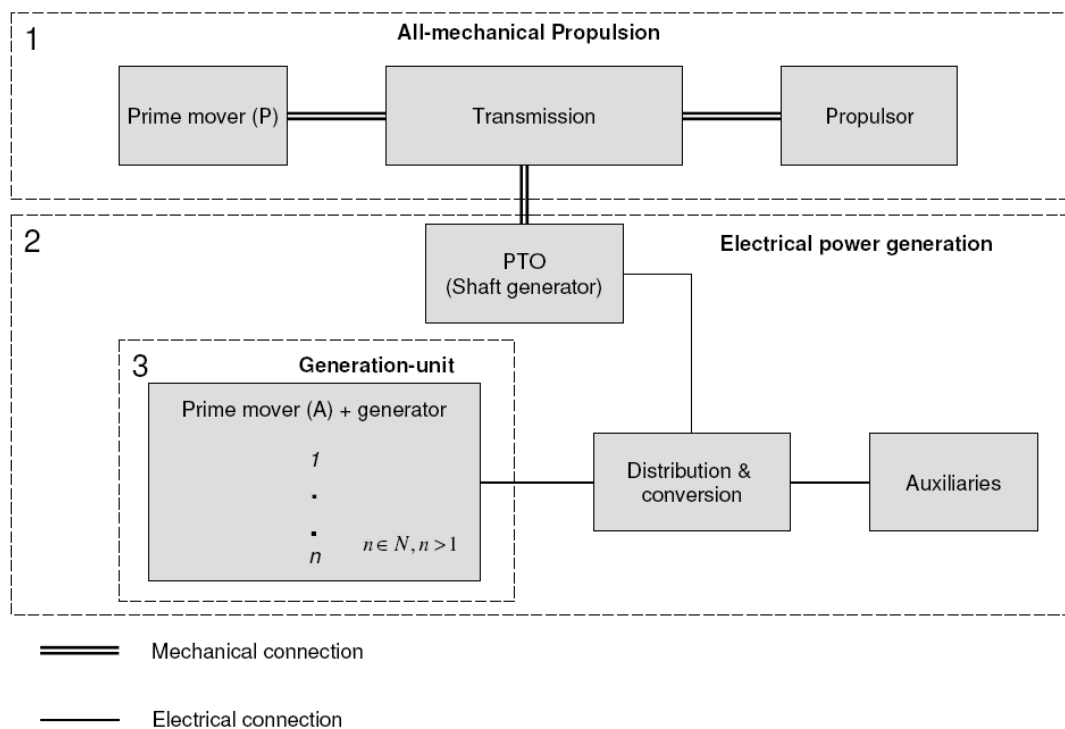 1
All-mechanical Propulsion
Prime mover (P)
Transmission
Propulsor
2
Electrical power generation
PTO
(Shaft generator)
3
Generation-unit
Prime mover (A) + generator
1
.
.
n
n ∈ N, n > 1
Distribution &
conversion
Auxiliaries
Mechanical connection
Electrical connection